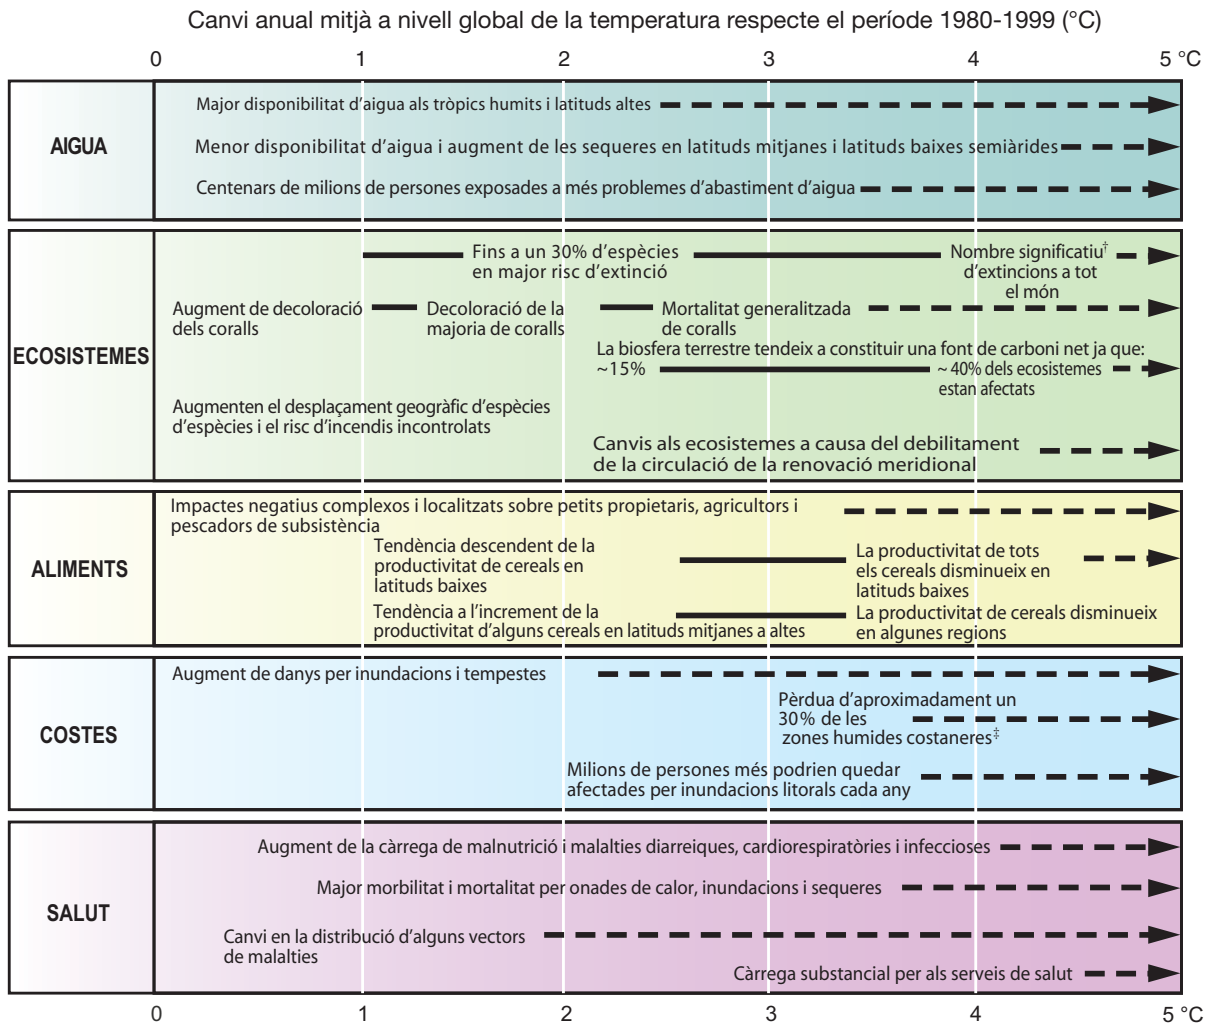 Canvi anual mitjà a nivell global de la temperatura respecte el període 1980-1999 (°C)
0 1 2 3 4 5 °C
AIGUA
Major disponibilitat d'aigua als tròpics humits i latituds altes
Menor disponibilitat d'aigua i augment de les sequeres en latituds mitjanes i latituds baixes semiàrides
Centenars de milions de persones exposades a més problemes d'abastiment d'aigua
ECOSISTEMES
Fins a un 30% d'espècies
en major risc d'extinció
Nombre significatiu†
d'extincions a tot
el món
Augment de decoloració
dels coralls
Decoloració de la
majoria de coralls
Mortalitat generalitzada
de coralls
La biosfera terrestre tendeix a constituir una font de carboni net ja que:
~15%
~ 40% dels ecosistemes
estan afectats
Augmenten el desplaçament geogràfic d'espècies
d'espècies i el risc d'incendis incontrolats
Canvis als ecosistemes a causa del debilitament
de la circulació de la renovació meridional
ALIMENTS
Impactes negatius complexos i localitzats sobre petits propietaris, agricultors i
pescadors de subsistència
Tendència descendent de la
productivitat de cereals en
latituds baixes
La productivitat de tots
els cereals disminueix en
latituds baixes
Tendència a l'increment de la
productivitat d'alguns cereals en latituds mitjanes a altes
La productivitat de cereals disminueix
en algunes regions
COSTES
Augment de danys per inundacions i tempestes
Pèrdua d'aproximadament un
30% de les
zones humides costaneres‡
Milions de persones més podrien quedar
afectades per inundacions litorals cada any
SALUT
Augment de la càrrega de malnutrició i malalties diarreiques, cardiorespiratòries i infeccioses
Major morbilitat i mortalitat per onades de calor, inundacions i sequeres
Canvi en la distribució d'alguns vectors
de malalties
Càrrega substancial per als serveis de salut
0 1 2 3 4 5 °C